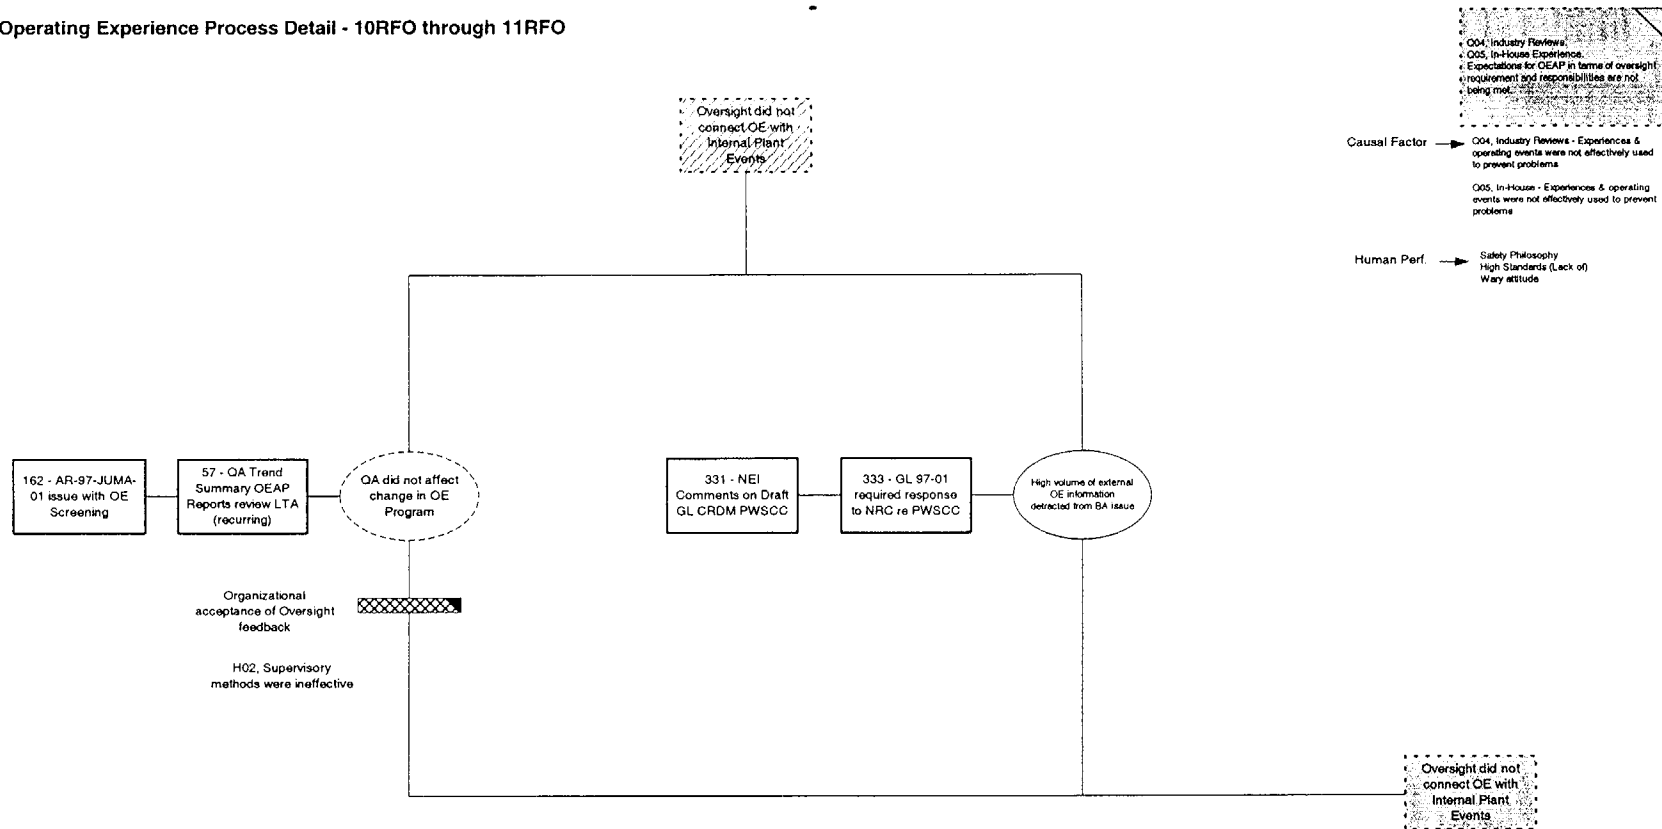 Operating Experience Process Detail - 10RFO through 11RFO
Q04, Industry Reviews.
Q05, In-House Experience.
Expectations for OEAP in terms of oversight
requirement and responsibilities are not
being met.
Causal Factor
Q04, Industry Reviews - Experiences &
operating events were not effectively used
to prevent problems
Q05, In-House - Experiences & operating
events were not effectively used to prevent
problems
Human Perf.
Safety Philosophy
High Standards (Lack of)
Wary attitude
Oversight did not
connect OE with
Internal Plant
Events
162 - AR-97-JUMA-
01 issue with OE
Screening
57 - QA Trend
Summary OEAP
Reports review LTA
(recurring)
QA did not affect
change in OE
Program
331 - NEI
Comments on Draft
GL CRDM PWSCC
333 - GL 97-01
required response
to NRC re PWSCC
High volume of external
OE information
detracted from BA issue
Organizational
acceptance of Oversight
feedback
H02, Supervisory
methods were ineffective
Oversight did not
connect OE with
Internal Plant
Events